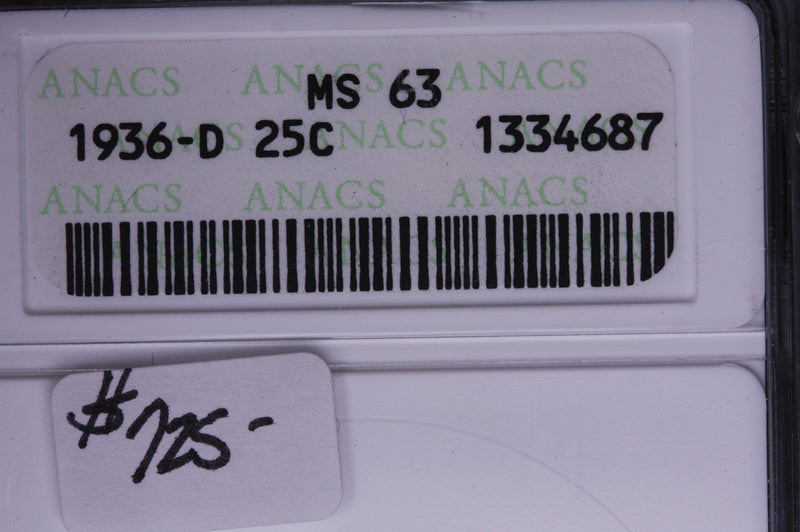 ANACS ANACS ANACS
MS 63
1936-D 25C 1334687
ANACS ANACS ANACS
$725-